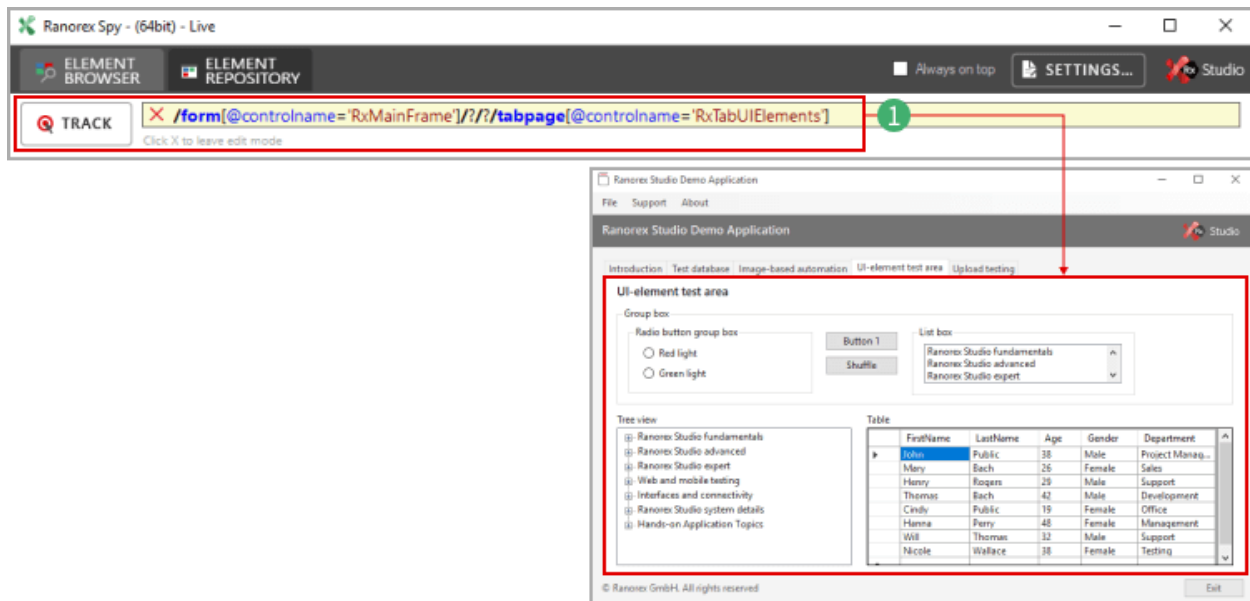 Ranorex Spy - (64bit) - Live
ELEMENT BROWSER
ELEMENT REPOSITORY
Always on top
SETTINGS...
Rx Studio
TRACK
/form[@controlname='RxMainFrame']/?/?/tabpage[@controlname='RxTabUIElements']
1
Click X to leave edit mode
Ranorex Studio Demo Application
File Support About
Ranorex Studio Demo Application
Rx Studio
Introduction Test database Image-based automation UI-element test area Upload testing
UI-element test area
Group box
Radio button group box
Red light
Green light
Button 1
Shuffle
List box
Ranorex Studio fundamentals
Ranorex Studio advanced
Ranorex Studio expert
Tree view
Ranorex Studio fundamentals
Ranorex Studio advanced
Ranorex Studio expert
Web and mobile testing
Interfaces and connectivity
Ranorex Studio system details
Hands-on Application Topics
Table
FirstName LastName Age Gender Department
John Public 38 Male Project Manag...
Mary Bach 26 Female Sales
Henry Rogers 29 Male Support
Thomas Bach 42 Male Development
Cindy Public 19 Female Office
Hanna Perry 48 Female Management
Will Thomas 32 Male Support
Nicole Wallace 38 Female Testing
© Ranorex GmbH. All rights reserved
Exit